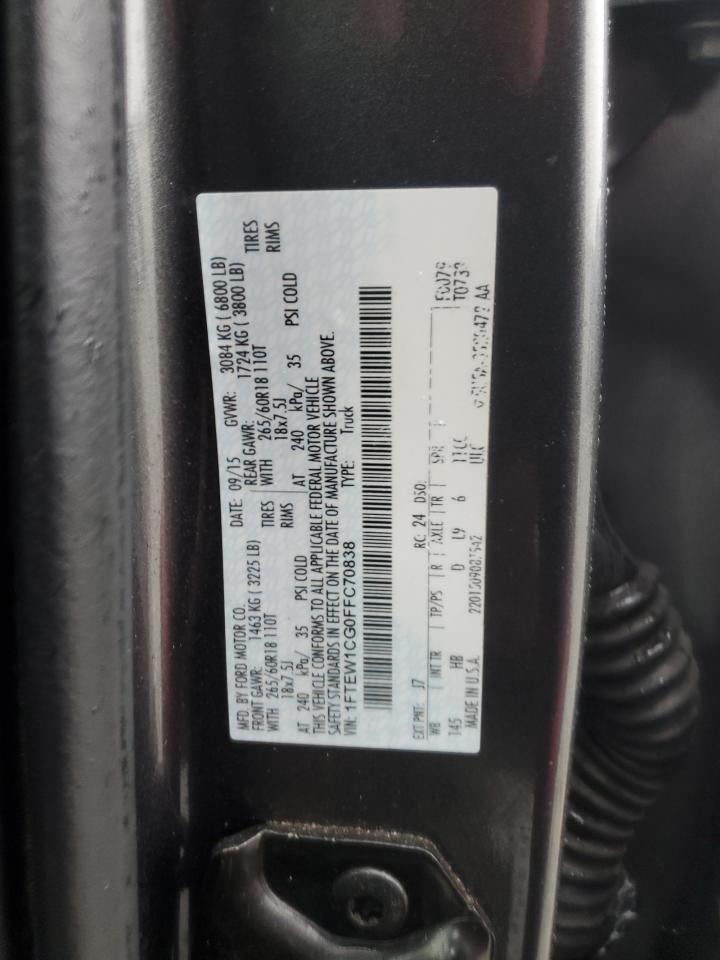 MFD. BY FORD MOTOR CO. DATE: 09/15 GVWR: 3084 KG ( 6800 LB)
FRONT GAWR: 1463 KG ( 3225 LB) REAR GAWR: 1724 KG ( 3800 LB)
WITH 265/60R18 110T TIRES WITH 265/60R18 110T TIRES
18x7.5J RIMS 18x7.5J RIMS
AT 240 kPa/ 35 PSI COLD AT 240 kPa/ 35 PSI COLD
THIS VEHICLE CONFORMS TO ALL APPLICABLE FEDERAL MOTOR VEHICLE
SAFETY STANDARDS IN EFFECT ON THE DATE OF MANUFACTURE SHOWN ABOVE.
VIN: 1FTEW1CG0FFC70838 TYPE: Truck
EXT PNT: J7 RC: 24 DSO: F0079
WB INT TR TP/PS R AXLE TR SPR T0733
145 HB D L9 6 11CC
MADE IN U.S.A. UTC AA